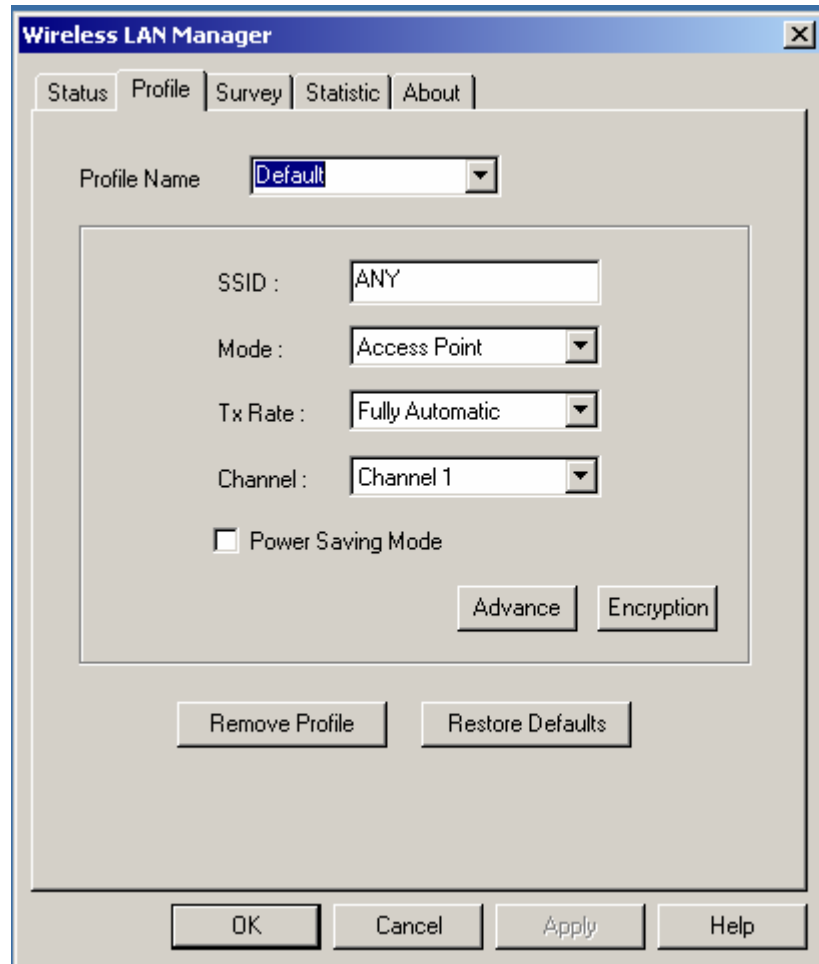 Wireless LAN Manager
Status Profile Survey Statistic About
Profile Name Default
SSID : ANY
Mode : Access Point
Tx Rate : Fully Automatic
Channel : Channel 1
Power Saving Mode
Advance Encryption
Remove Profile Restore Defaults
OK Cancel Apply Help